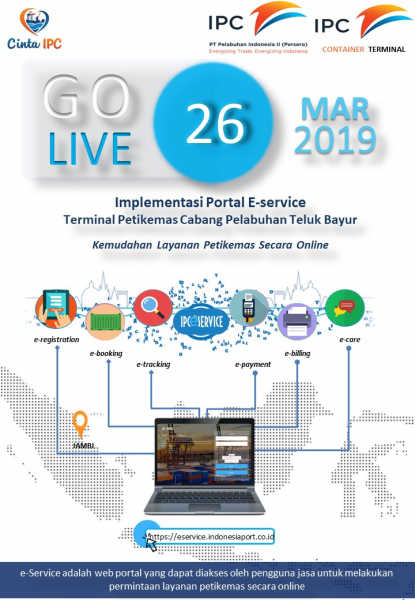 Cinta IPC
IPC
PT Pelabuhan Indonesia II (Persero)
Energizing Trade. Energizing Indonesia.
IPC
CONTAINER TERMINAL
GO
LIVE
26
MAR
2019
Implementasi Portal E-service
Terminal Petikemas Cabang Pelabuhan Teluk Bayur
Kemudahan Layanan Petikemas Secara Online
IPC eSERVICE
e-registration
e-booking
e-tracking
e-payment
e-billing
e-care
JAMBI
https://eservice.indonesiaport.co.id
e-Service adalah web portal yang dapat diakses oleh pengguna jasa untuk melakukan
permintaan layanan petikemas secara online